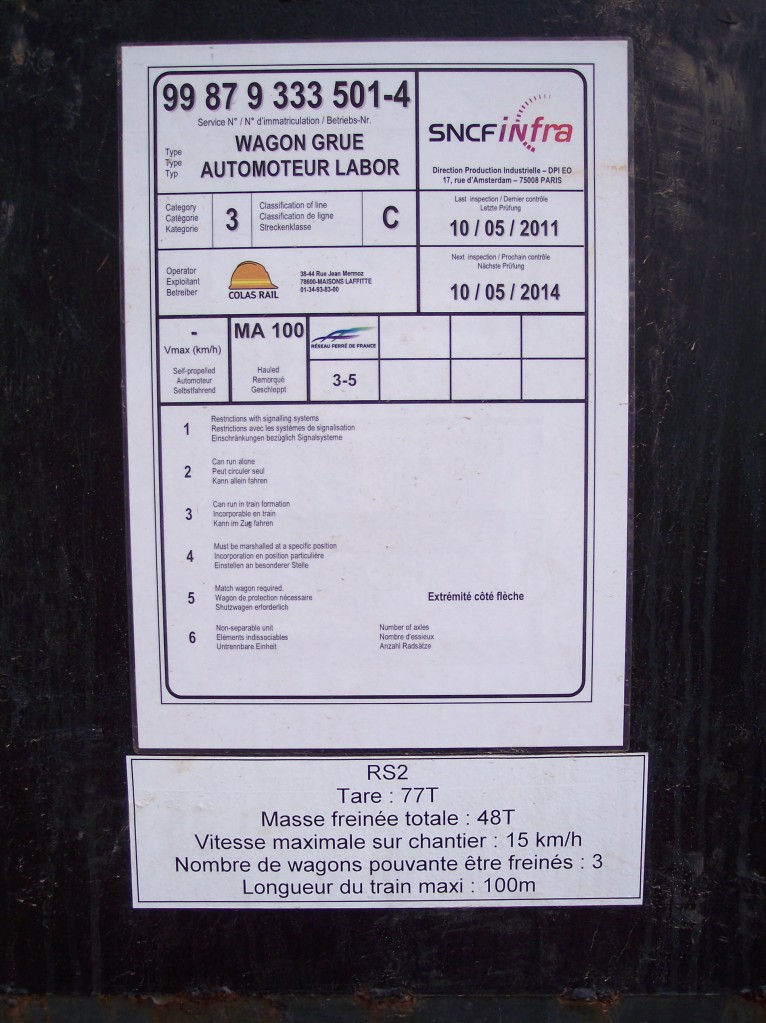 99 87 9 333 501-4
Service N° / N° d'immatriculation / Betriebs-Nr.
Type
Type
Typ
WAGON GRUE
AUTOMOTEUR LABOR
SNCF infra
Direction Production Industrielle – DPI EO
17, rue d'Amsterdam – 75008 PARIS
Category
Catégorie
Kategorie
3
Classification of line
Classification de ligne
Streckenklasse
C
Last inspection / Dernier contrôle
Letzte Prüfung
10 / 05 / 2011
Operator
Exploitant
Betreiber
COLAS RAIL
38-44 Rue Jean Mermoz
78600-MAISONS LAFFITTE
01-34-93-83-00
Next. inspection / Prochain contrôle
Nächste Prüfung
10 / 05 / 2014
-
Vmax (km/h)
Self-propelled
Automoteur
Selbstfahrend
MA 100
Hauled
Remorqué
Geschleppt
RÉSEAU FERRÉ DE FRANCE
3-5
1
Restrictions with signalling systems
Restrictions avec les systèmes de signalisation
Einschränkungen bezüglich Signalsysteme
2
Can run alone
Peut circuler seul
Kann allein fahren
3
Can run in train formation
Incorporable en train
Kann im Zug fahren
4
Must be marshalled at a specific position
Incorporation en position particulière
Einstellen an besonderer Stelle
5
Match wagon required
Wagon de protection nécessaire
Shutzwagen erforderlich
Extrémité côté flèche
6
Non-separable unit
Eléments indissociables
Untrennbare Einheit
Number of axles
Nombre d'essieux
Anzahl Radsätze
RS2
Tare : 77T
Masse freinée totale : 48T
Vitesse maximale sur chantier : 15 km/h
Nombre de wagons pouvante être freinés : 3
Longueur du train maxi : 100m